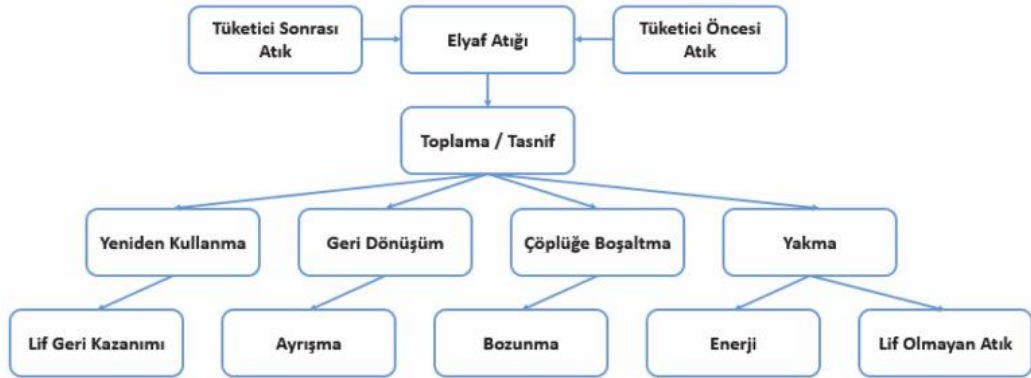 Tüketici Sonrası
Atık
Elyaf Atığı
Tüketici Öncesi
Atık
Toplama / Tasnif
Yeniden Kullanma
Geri Dönüşüm
Çöplüğe Boşaltma
Yakma
Lif Geri Kazanımı
Ayrışma
Bozunma
Enerji
Lif Olmayan Atık